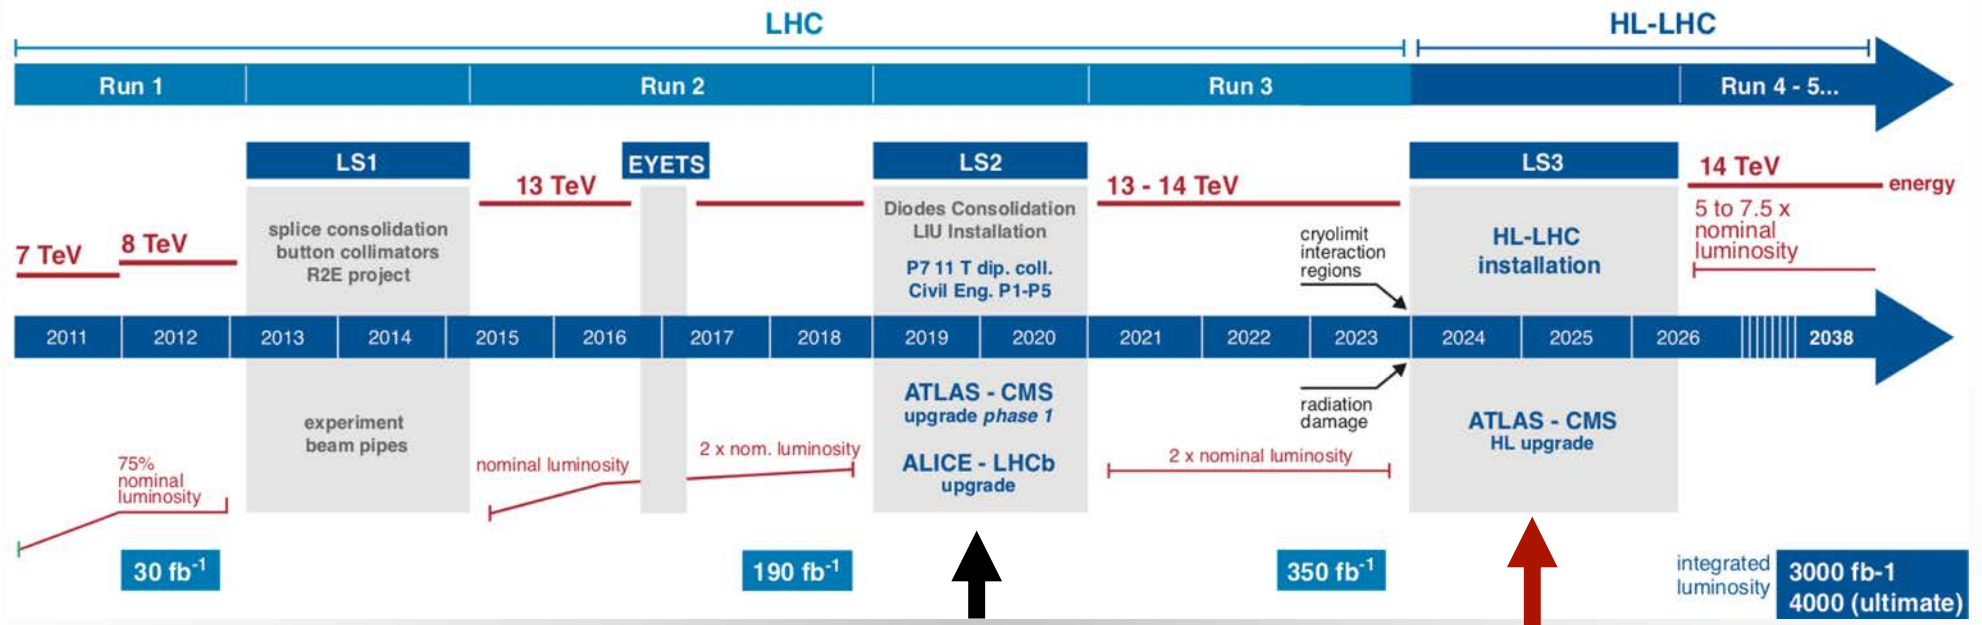 LHC
HL-LHC
Run 1
Run 2
Run 3
Run 4 - 5...
LS1
EYETS
LS2
LS3
14 TeV
energy
13 TeV
13 - 14 TeV
7 TeV
8 TeV
splice consolidation
button collimators
R2E project
Diodes Consolidation
LIU Installation
P7 11 T dip. coll.
Civil Eng. P1-P5
cryolimit
interaction
regions
HL-LHC
installation
5 to 7.5 x
nominal
luminosity
2011
2012
2013
2014
2015
2016
2017
2018
2019
2020
2021
2022
2023
2024
2025
2026
2038
experiment
beam pipes
ATLAS - CMS
upgrade phase 1
ALICE - LHCb
upgrade
radiation
damage
ATLAS - CMS
HL upgrade
75%
nominal
luminosity
nominal luminosity
2 x nom. luminosity
2 x nominal luminosity
30 fb-1
190 fb-1
350 fb-1
integrated
luminosity
3000 fb-1
4000 (ultimate)